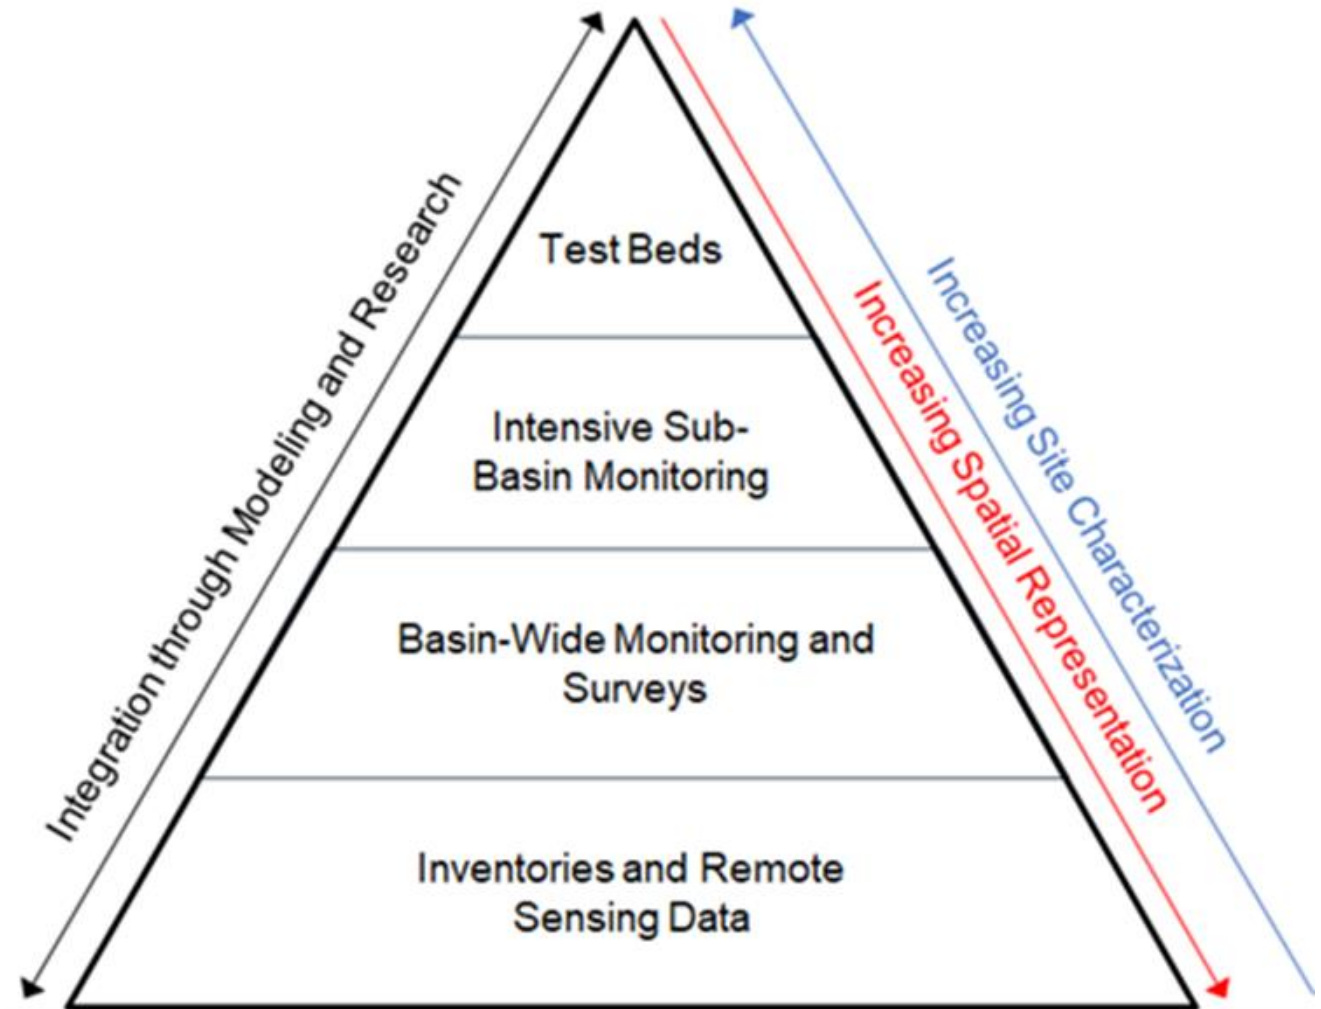 Integration through Modeling and Research
Test Beds
Intensive Sub-
Basin Monitoring
Basin-Wide Monitoring and
Surveys
Inventories and Remote
Sensing Data
Increasing Spatial Representation
Increasing Site Characterization